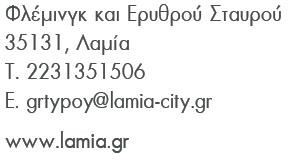 Φλέμινγκ και Ερυθρού Σταυρού
35131, Λαμία
Τ. 2231351506
Ε. grtypoy@lamia-city.gr
www.lamia.gr